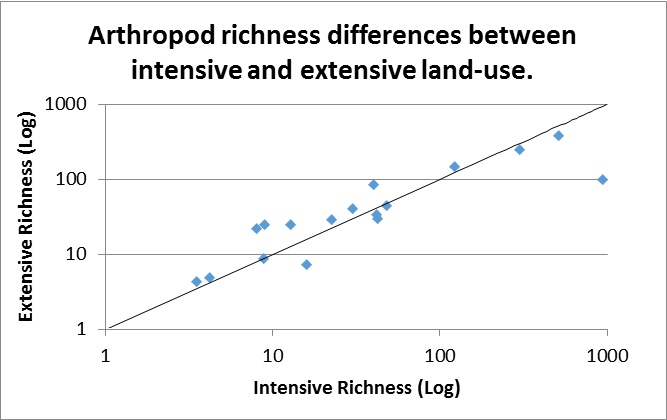 Arthropod richness differences between
intensive and extensive land-use.
Extensive Richness (Log)
1000
100
10
1
1 10 100 1000
Intensive Richness (Log)